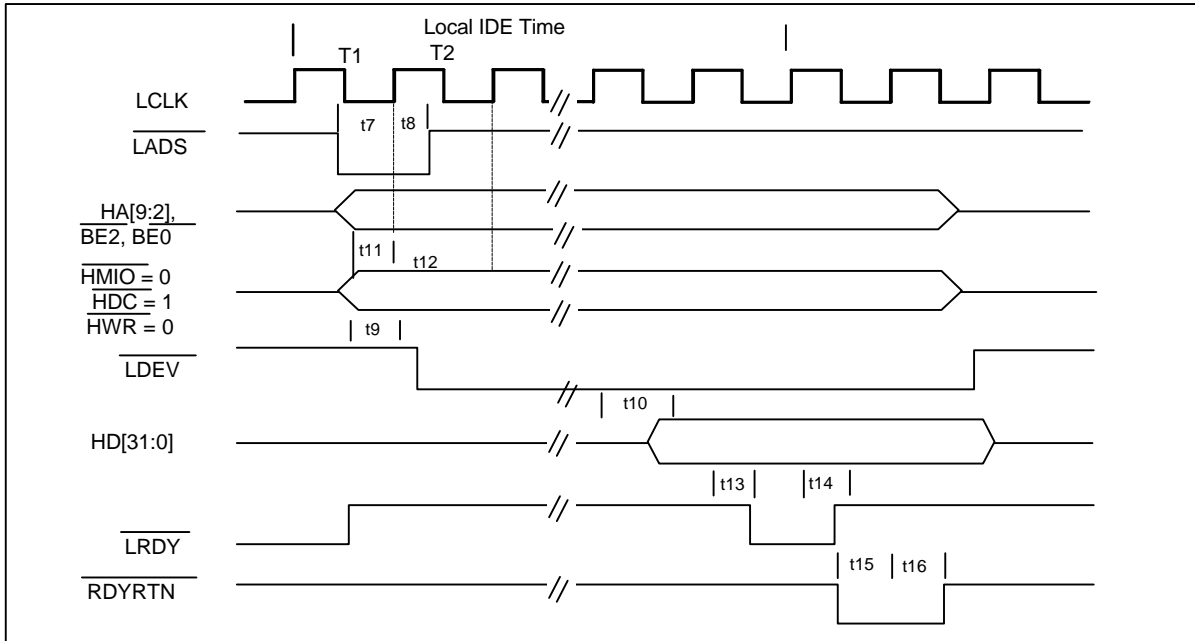 Local IDE Time
T1 T2
LCLK
t7 t8
LADS
HA[9:2],
BE2, BE0
t11
t12
HMIO = 0
HDC = 1
HWR = 0
t9
LDEV
t10
HD[31:0]
t13 t14
LRDY
t15 t16
RDYRTN